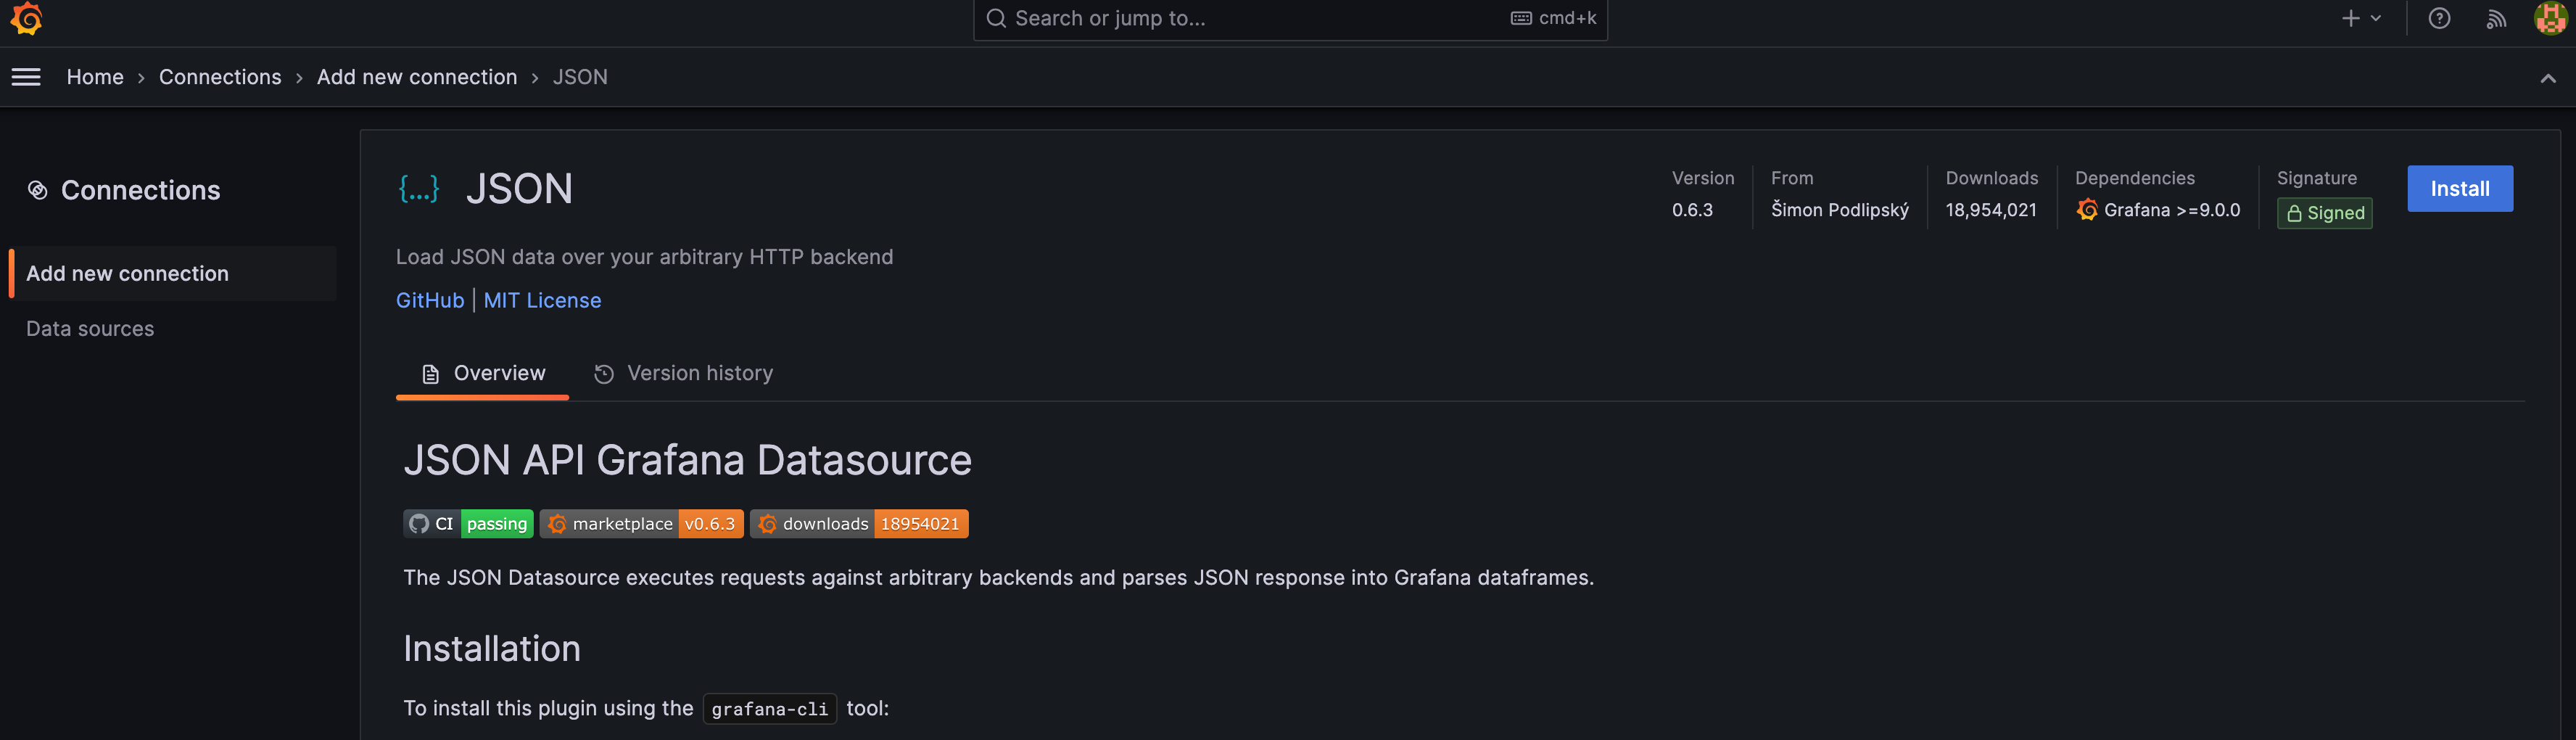 Search or jump to... cmd+k
Home › Connections › Add new connection › JSON
Connections
Add new connection
Data sources
{...} JSON
Version
0.6.3
From
Šimon Podlipský
Downloads
18,954,021
Dependencies
Grafana >=9.0.0
Signature
Signed
Install
Load JSON data over your arbitrary HTTP backend
GitHub | MIT License
Overview Version history
JSON API Grafana Datasource
CI passing marketplace v0.6.3 downloads 18954021
The JSON Datasource executes requests against arbitrary backends and parses JSON response into Grafana dataframes.
Installation
To install this plugin using the grafana-cli tool: